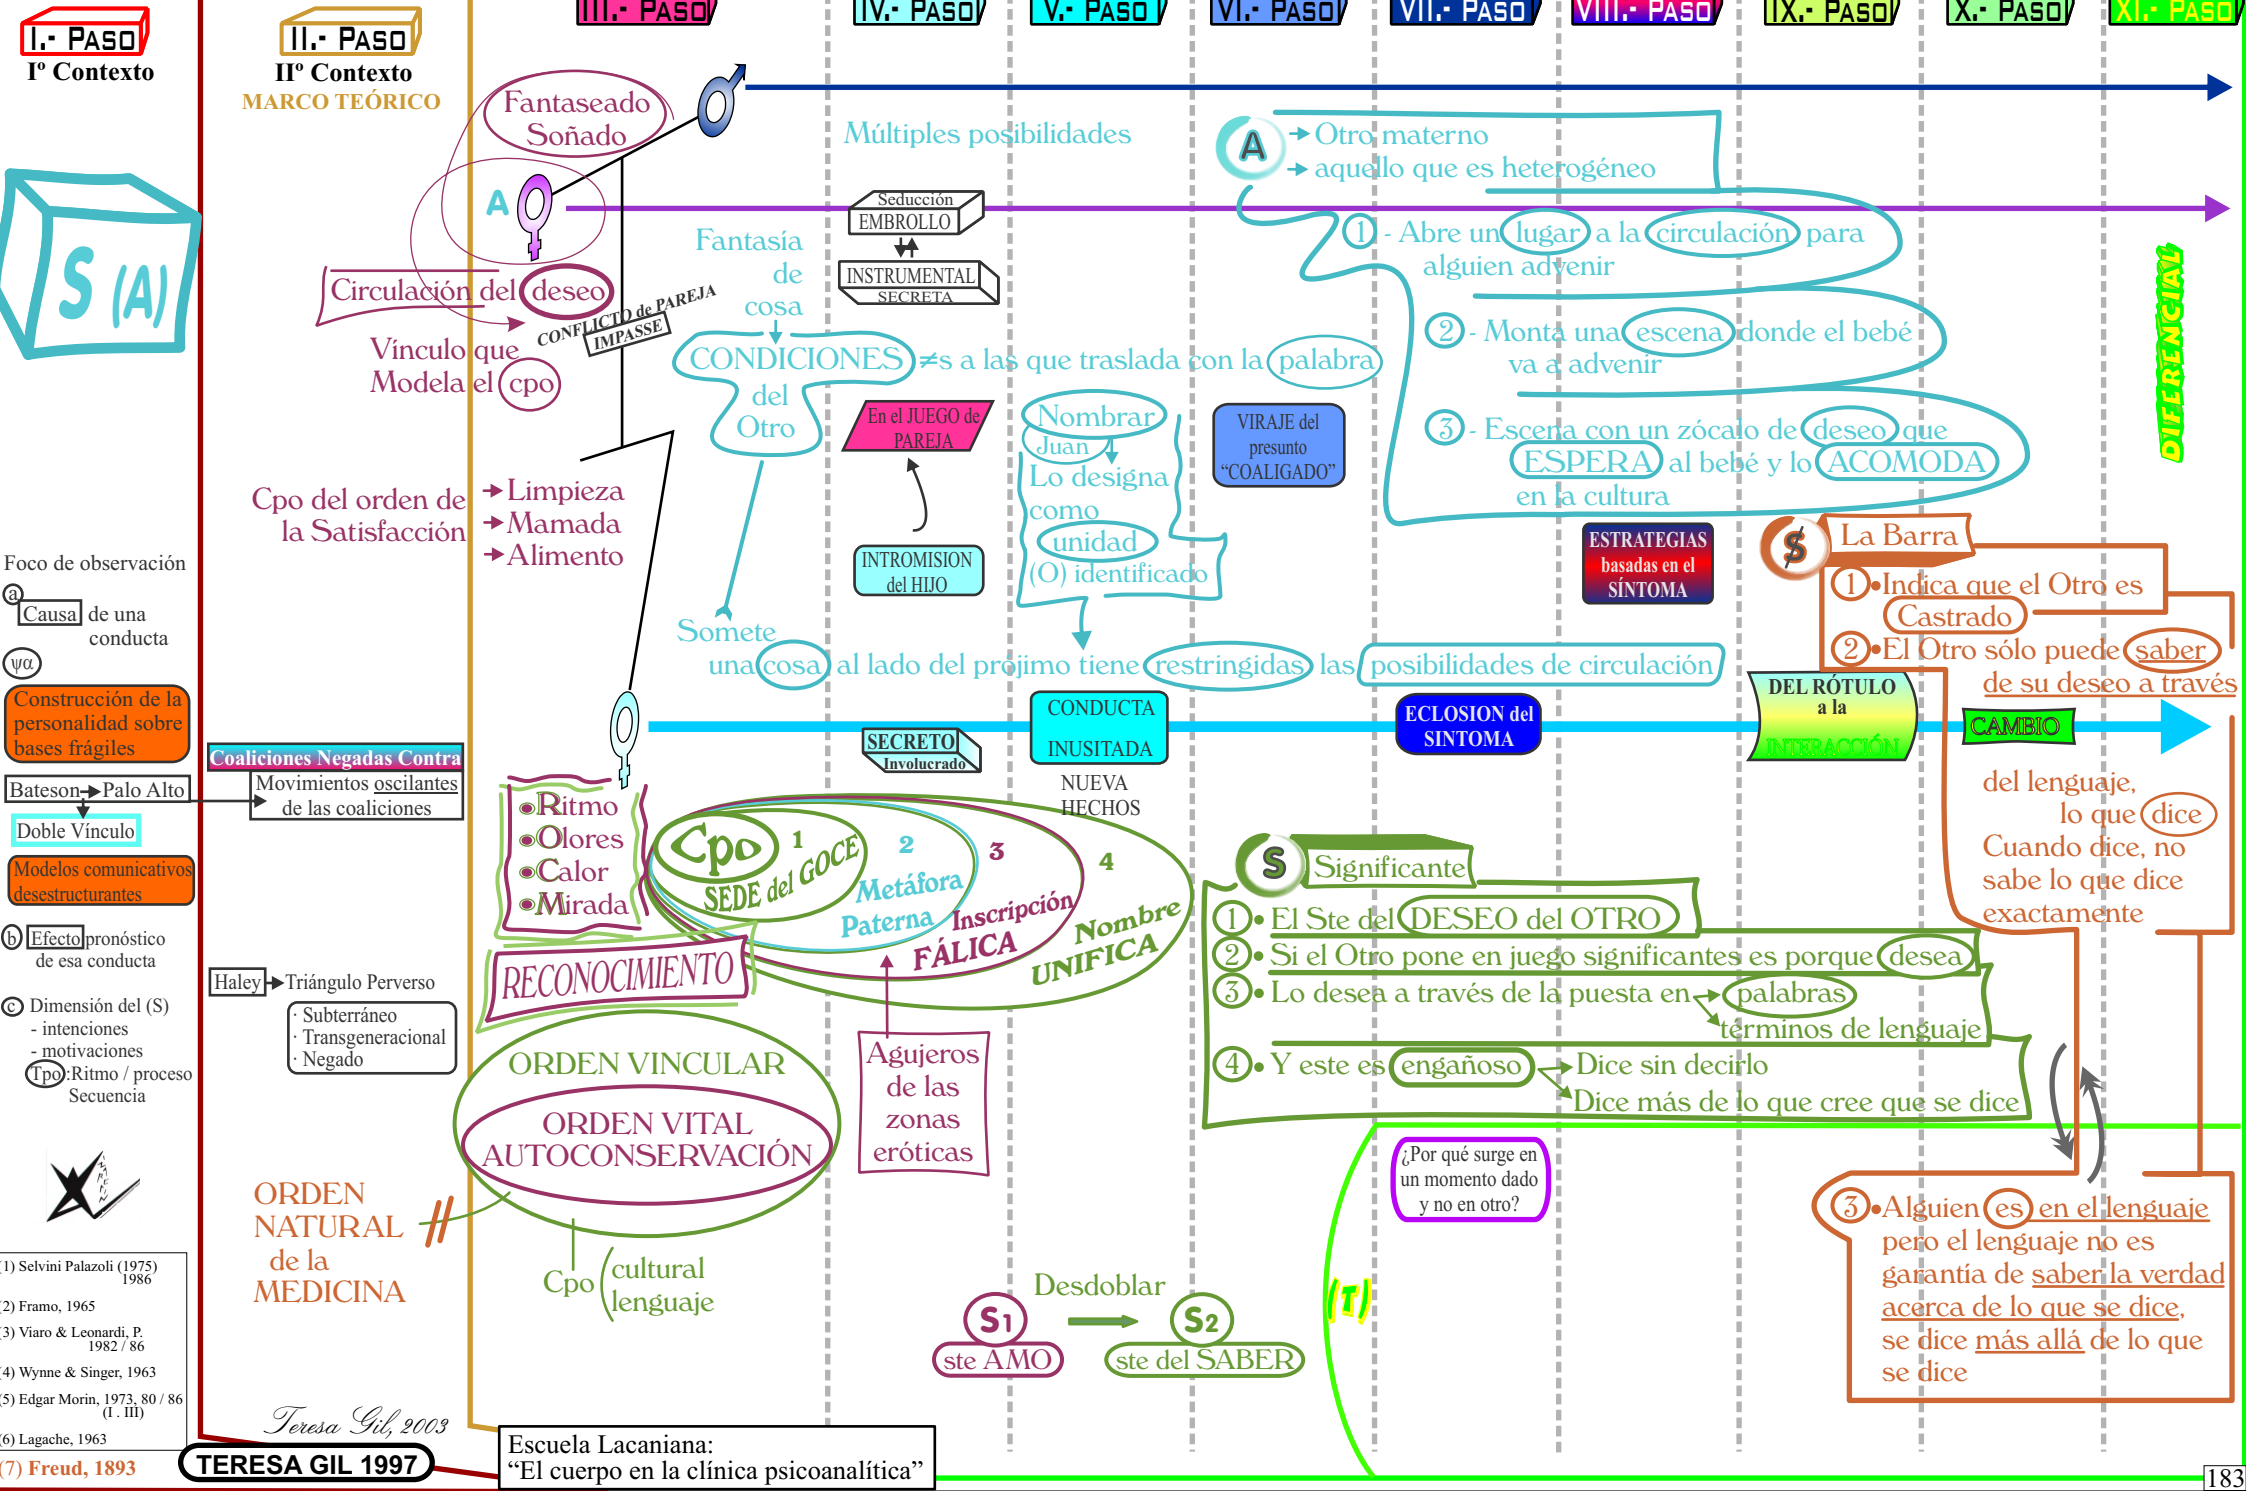 I.- PASO
Iº Contexto
II.- PASO
IIº Contexto
MARCO TEÓRICO
III.- PASO
IV.- PASO
V.- PASO
VI.- PASO
VII.- PASO
VIII.- PASO
IX.- PASO
X.- PASO
XI.- PASO
S (A)
Foco de observación
a
Causa de una
conducta
ψα
Construcción de la
personalidad sobre
bases frágiles
Bateson → Palo Alto
Doble Vínculo
Modelos comunicativos
desestructurantes
b Efecto pronóstico
de esa conducta
c Dimensión del (S)
- intenciones
- motivaciones
Tpo :Ritmo / proceso
Secuencia
(1) Selvini Palazoli (1975)
1986
(2) Framo, 1965
(3) Viaro & Leonardi, P.
1982 / 86
(4) Wynne & Singer, 1963
(5) Edgar Morin, 1973, 80 / 86
(I . III)
(6) Lagache, 1963
(7) Freud, 1893
Coaliciones Negadas Contra
Movimientos oscilantes
de las coaliciones
Haley → Triángulo Perverso
· Subterráneo
· Transgeneracional
· Negado
ORDEN
NATURAL
de la
MEDICINA
Teresa Gil, 2003
TERESA GIL 1997
Fantaseado
Soñado
A
Circulación del deseo
CONFLICTO de PAREJA
IMPASSE
Vínculo que
Modela el cpo
Cpo del orden de
la Satisfacción
→ Limpieza
→ Mamada
→ Alimento
Múltiples posibilidades
Seducción
EMBROLLO
INSTRUMENTAL
SECRETA
Fantasía
de
cosa
CONDICIONES ≠s a las que traslada con la palabra
del
Otro
En el JUEGO de
PAREJA
INTROMISION
del HIJO
Nombrar
Juan
Lo designa
como
unidad
(O) identificado
VIRAJE del
presunto
“COALIGADO”
Somete
una cosa al lado del projimo tiene restringidas las posibilidades de circulación
A
→ Otro materno
→ aquello que es heterogéneo
1 - Abre un lugar a la circulación para
alguien advenir
2 - Monta una escena donde el bebé
va a advenir
3 - Escena con un zócalo de deseo que
ESPERA al bebé y lo ACOMODA
en la cultura
DIFERENCIAL
ESTRATEGIAS
basadas en el
SÍNTOMA
$ La Barra
1 • Indica que el Otro es
Castrado
2 • El Otro sólo puede saber
de su deseo a través
del lenguaje,
lo que dice
Cuando dice, no
sabe lo que dice
exactamente
SECRETO
Involucrado
CONDUCTA
INUSITADA
NUEVA
HECHOS
ECLOSION del
SINTOMA
DEL RÓTULO
a la
INTERACCIÓN
CAMBIO
• Ritmo
• Olores
• Calor
• Mirada
RECONOCIMIENTO
Cpo
1
SEDE del GOCE
2
Metáfora
Paterna
3
Inscripción
FÁLICA
4
Nombre
UNIFICA
Agujeros
de las
zonas
eróticas
ORDEN VINCULAR
ORDEN VITAL
AUTOCONSERVACIÓN
Cpo
cultural
lenguaje
S Significante
1 • El Ste del DESEO del OTRO
2 • Si el Otro pone en juego significantes es porque desea
3 • Lo desea a través de la puesta en → palabras
términos de lenguaje
4 • Y este es engañoso → Dice sin decirlo
Dice más de lo que cree que se dice
¿Por qué surge en
un momento dado
y no en otro?
(T)
Desdoblar
S1
S2
ste AMO
ste del SABER
3 • Alguien es en el lenguaje
pero el lenguaje no es
garantía de saber la verdad
acerca de lo que se dice,
se dice más allá de lo que
se dice
Escuela Lacaniana:
“El cuerpo en la clínica psicoanalítica”
183